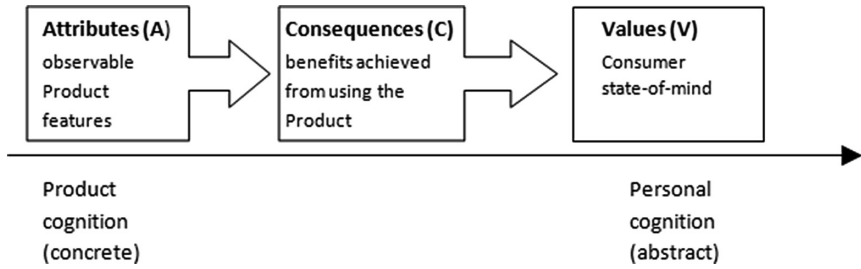 Attributes (A)
observable
Product
features
Consequences (C)
benefits achieved
from using the
Product
Values (V)
Consumer
state-of-mind
Product
cognition
(concrete)
Personal
cognition
(abstract)